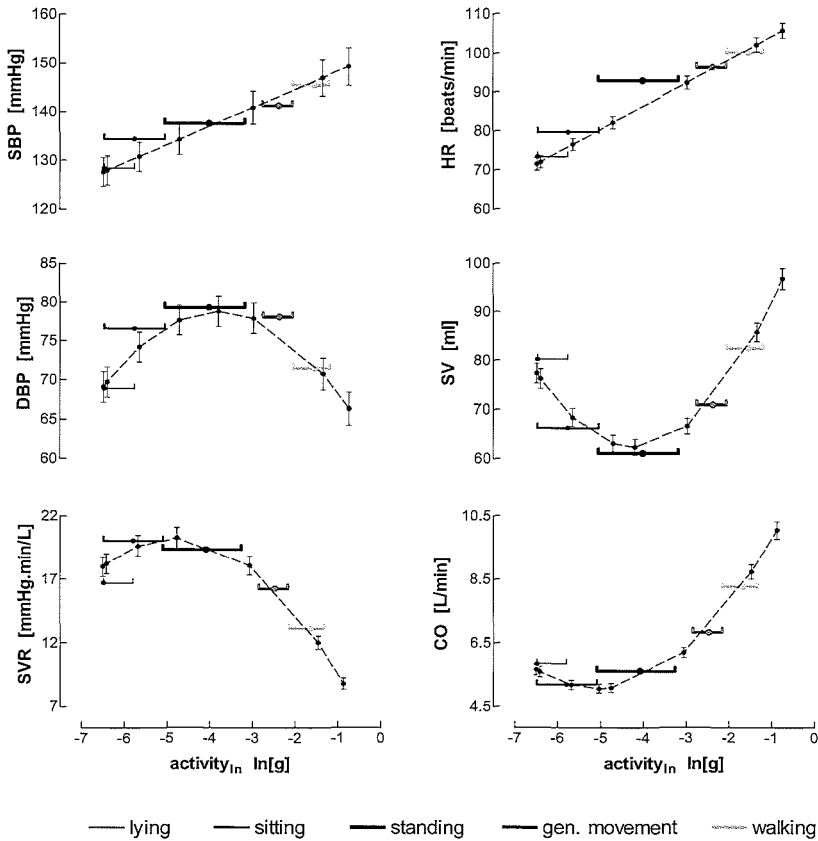 160
150
140
130
120
SBP [mmHg]
110
100
90
80
70
60
HR [beats/min]
85
80
75
70
65
60
DBP [mmHg]
100
90
80
70
60
SV [ml]
22
17
12
7
SVR [mmHg.min/L]
10.5
8.5
6.5
4.5
CO [L/min]
-7 -6 -5 -4 -3 -2 -1 0
activityln ln[g]
-7 -6 -5 -4 -3 -2 -1 0
activityln ln[g]
lying sitting standing gen. movement walking